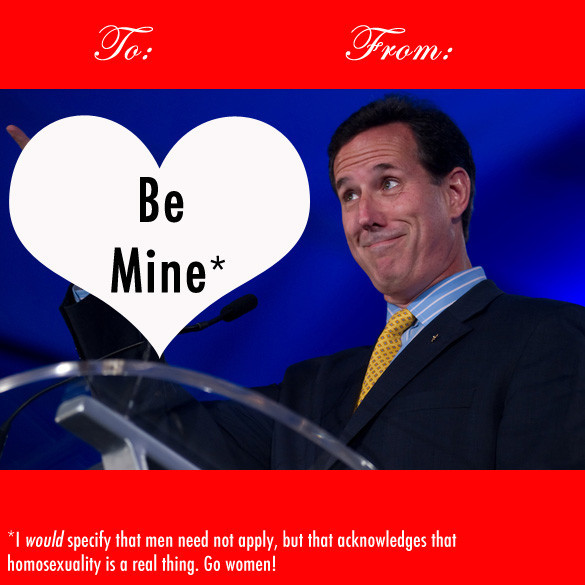 To: From:
Be
Mine*
*I would specify that men need not apply, but that acknowledges that
homosexuality is a real thing. Go women!